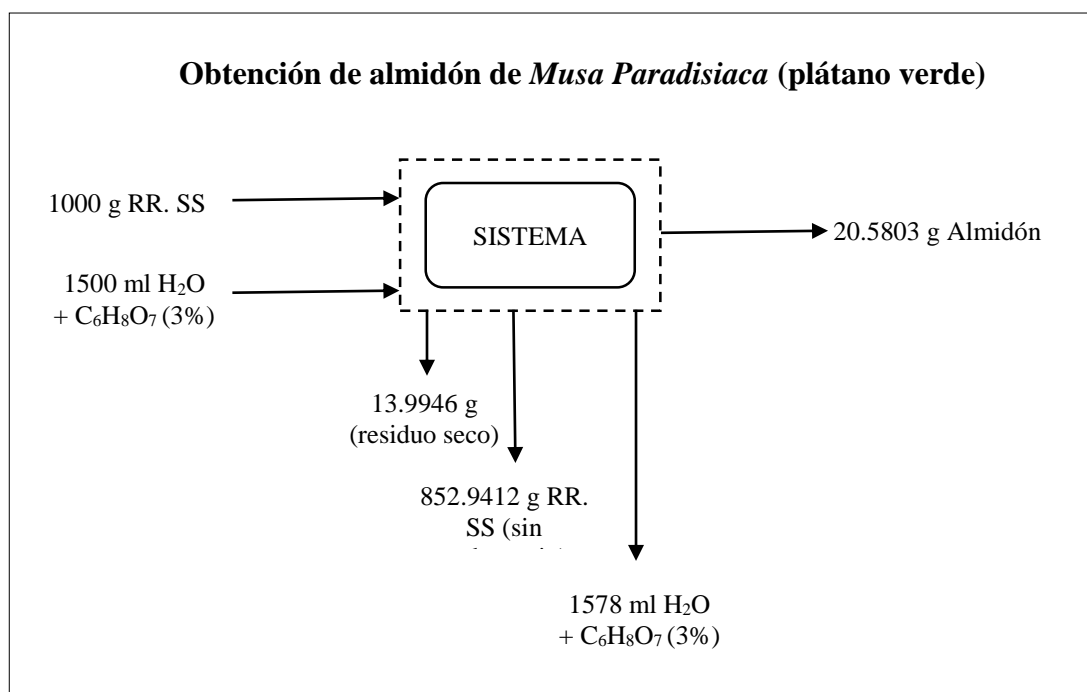 Obtención de almidón de Musa Paradisiaca (plátano verde)
1000 g RR. SS
1500 ml H₂O
+ C₆H₈O₇ (3%)
SISTEMA
20.5803 g Almidón
13.9946 g
(residuo seco)
852.9412 g RR.
SS (sin
1578 ml H₂O
+ C₆H₈O₇ (3%)